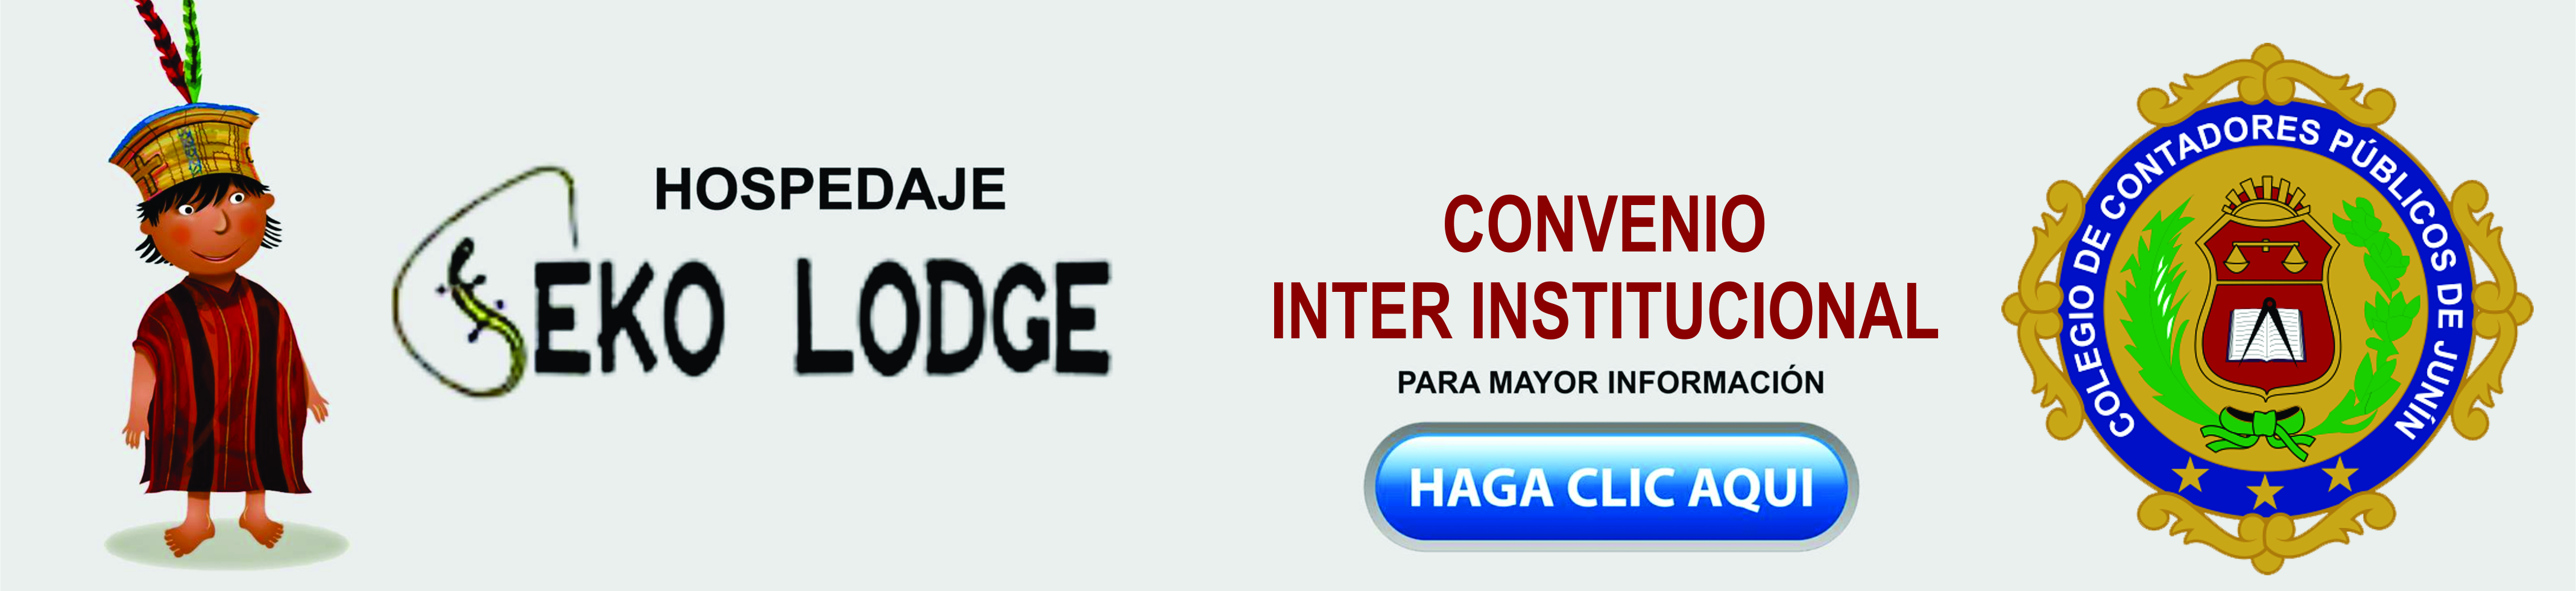 HOSPEDAJE
GEKO LODGE
CONVENIO
INTER INSTITUCIONAL
PARA MAYOR INFORMACIÓN
HAGA CLIC AQUI
COLEGIO DE CONTADORES PÚBLICOS DE JUNÍN